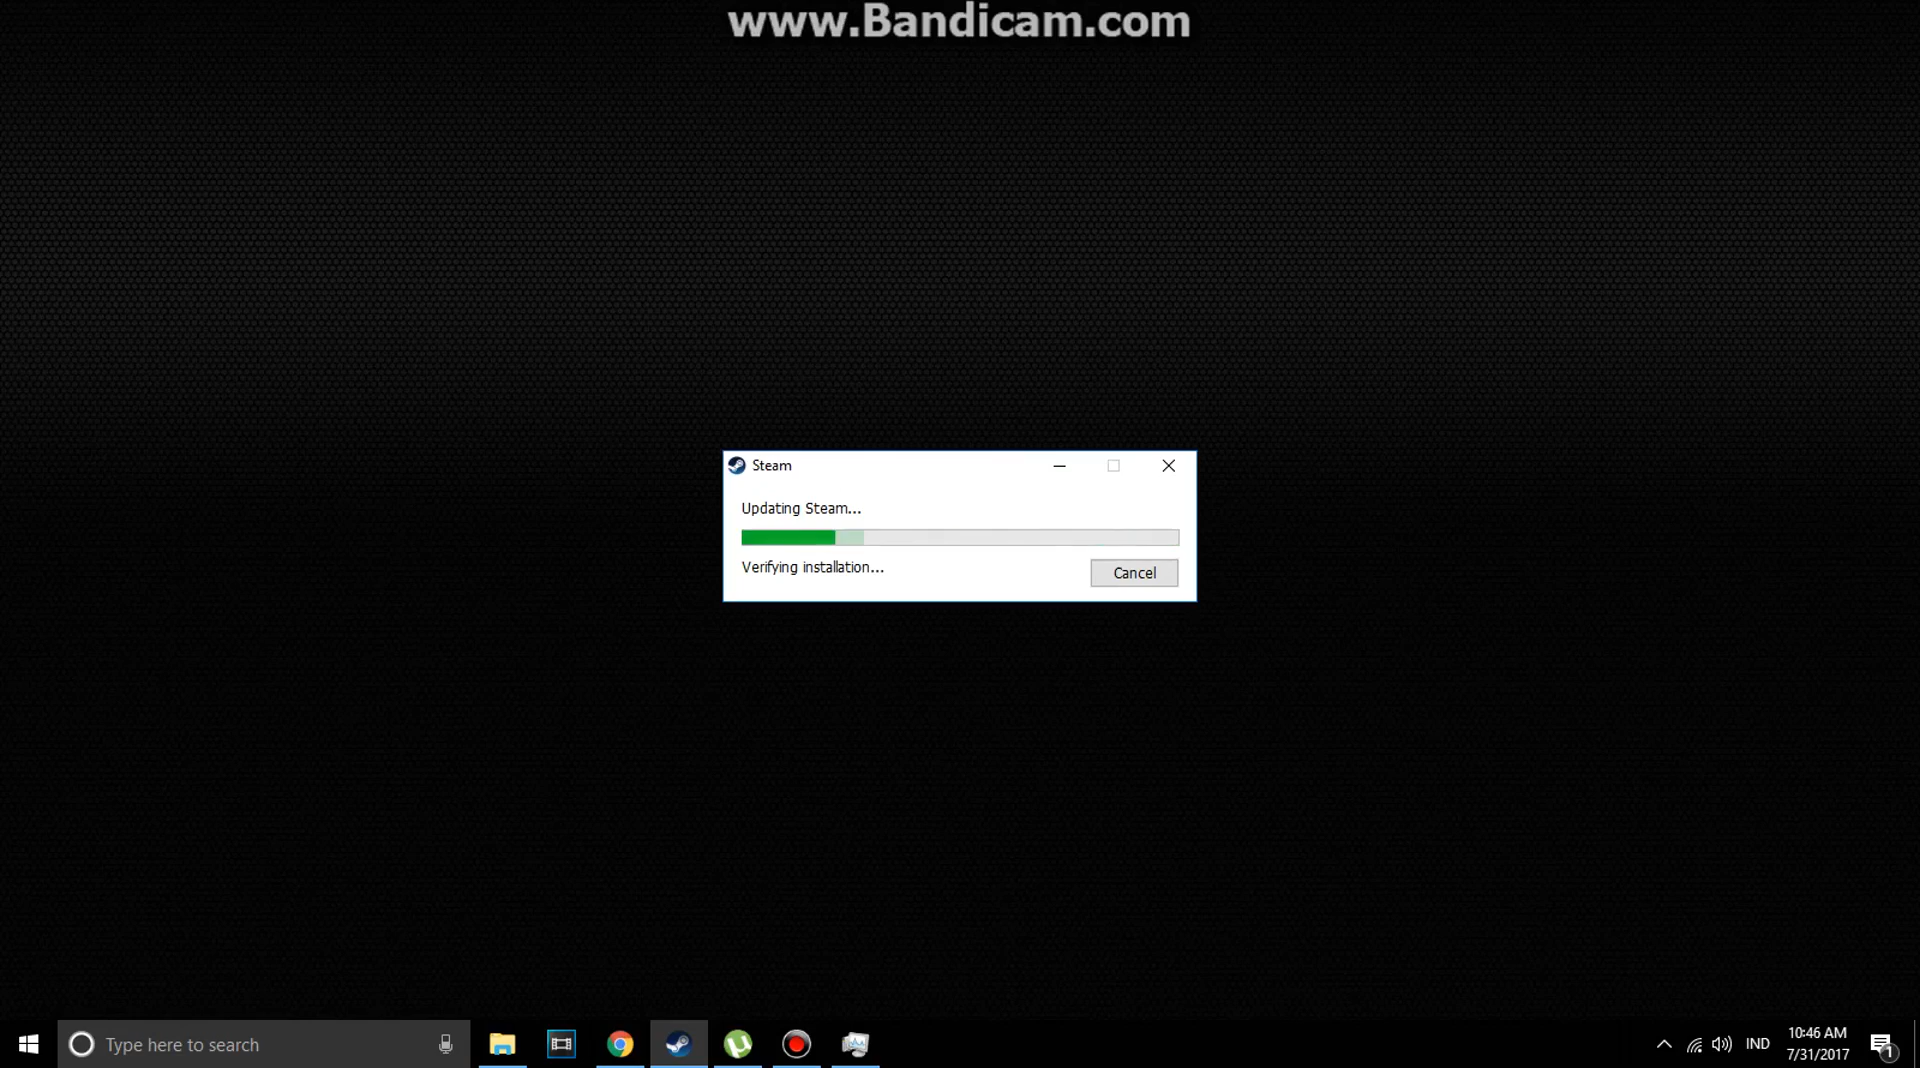 www.Bandicam.com
Steam
Updating Steam...
Verifying installation...
Cancel
Type here to search
IND
10:46 AM
7/31/2017
1